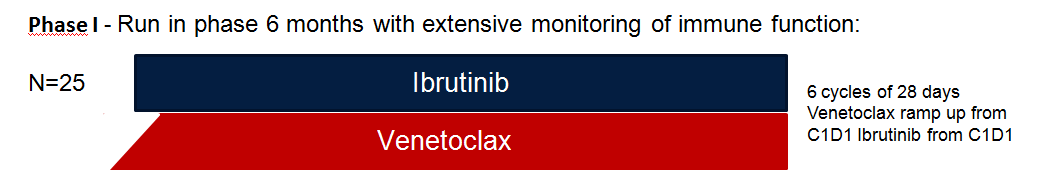 Phase I - Run in phase 6 months with extensive monitoring of immune function:
N=25
Ibrutinib
Venetoclax
6 cycles of 28 days
Venetoclax ramp up from
C1D1 Ibrutinib from C1D1